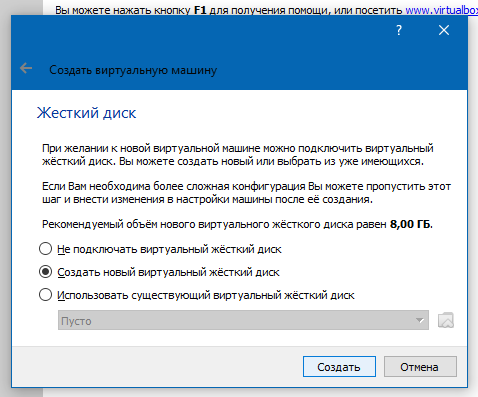 Вы можете нажать кнопку F1 для получения помощи, или посетить www.virtualbox
?
Создать виртуальную машину
Жесткий диск
При желании к новой виртуальной машине можно подключить виртуальный
жёсткий диск. Вы можете создать новый или выбрать из уже имеющихся.
Если Вам необходима более сложная конфигурация Вы можете пропустить этот
шаг и внести изменения в настройки машины после её создания.
Рекомендуемый объём нового виртуального жёсткого диска равен 8,00 ГБ.
Не подключать виртуальный жёсткий диск
Создать новый виртуальный жёсткий диск
Использовать существующий виртуальный жёсткий диск
Пусто
Создать
Отмена